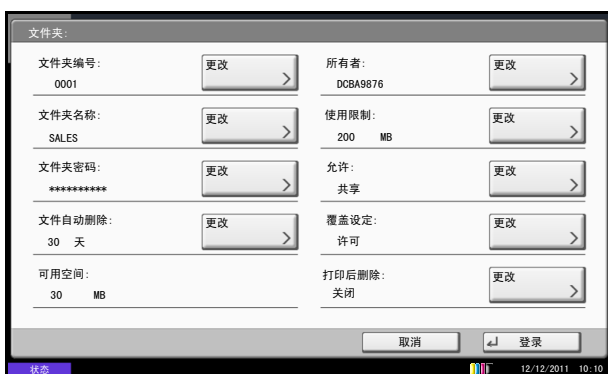 文件夹:
文件夹编号:
0001
更改
文件夹名称:
SALES
更改
文件夹密码:
**********
更改
文件自动删除:
30 天
更改
可用空间:
30 MB
所有者:
DCBA9876
更改
使用限制:
200 MB
更改
允许:
共享
更改
覆盖设定:
许可
更改
打印后删除:
关闭
更改
取消
登录
状态
12/12/2011 10:10